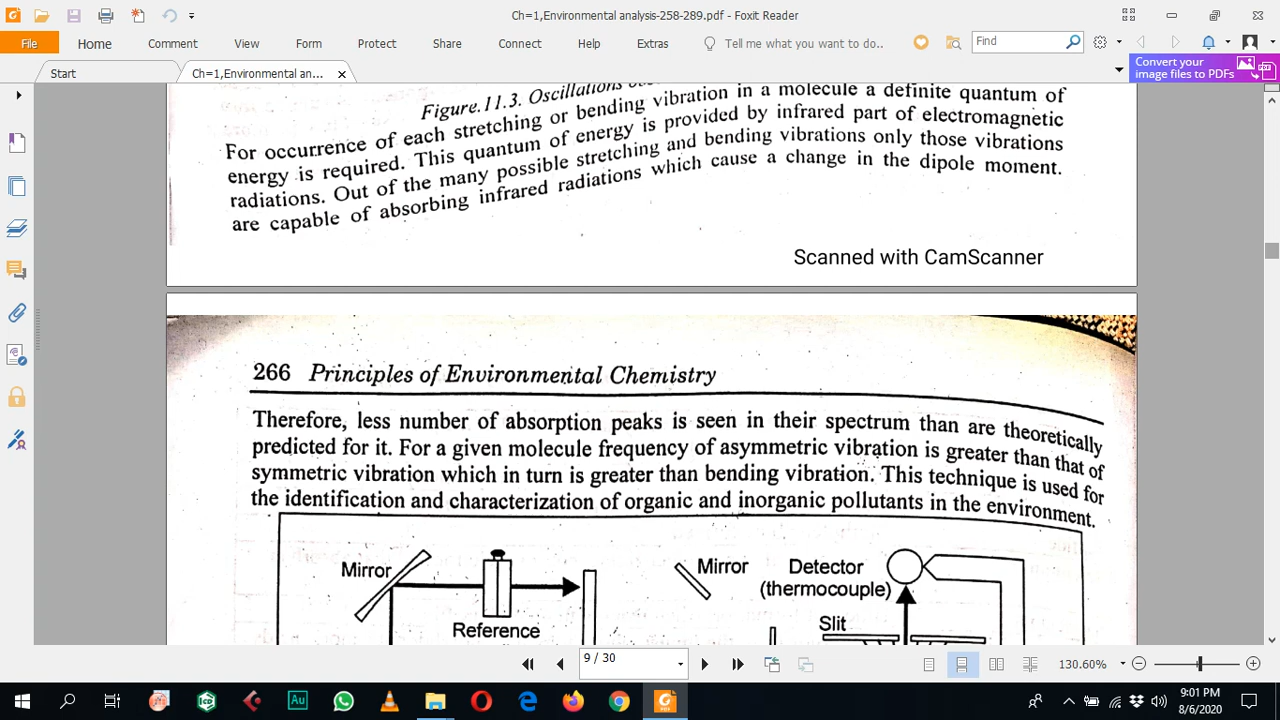 Ch=1,Environmental analysis-258-289.pdf - Foxit Reader
File Home Comment View Form Protect Share Connect Help Extras Tell me what you want to do.. Find
Start Ch=1,Environmental an... Convert your
image files to PDFs
Figure.11.3. Oscillations
For occurrence of each stretching or bending vibration in a molecule a definite quantum of
energy is required. This quantum of energy is provided by infrared part of electromagnetic
radiations. Out of the many possible stretching and bending vibrations only those vibrations
are capable of absorbing infrared radiations which cause a change in the dipole moment.
Scanned with CamScanner
266 Principles of Environmental Chemistry
Therefore, less number of absorption peaks is seen in their spectrum than are theoretically
predicted for it. For a given molecule frequency of asymmetric vibration is greater than that of
symmetric vibration which in turn is greater than bending vibration. This technique is used for
the identification and characterization of organic and inorganic pollutants in the environment.
Mirror
Mirror
Detector
(thermocouple)
Slit
Reference
9 / 30
130.60%
9:01 PM
8/6/2020